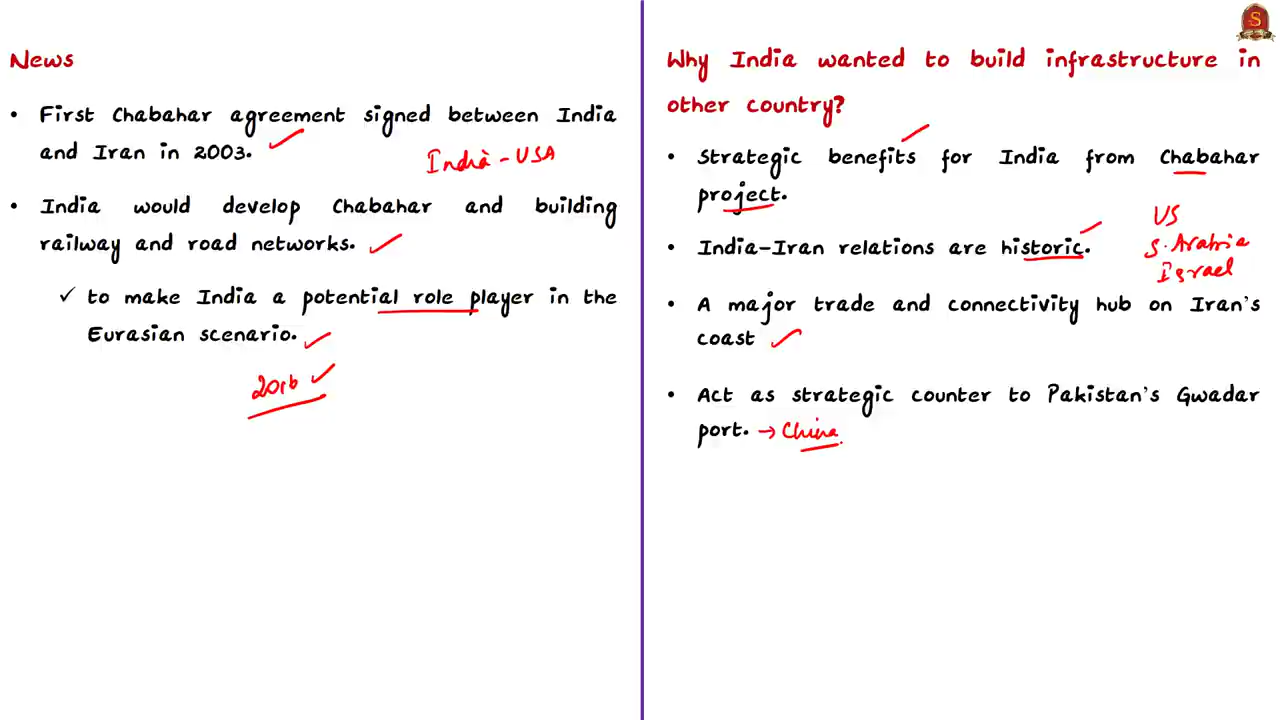 News
• First Chabahar agreement signed between India
and Iran in 2003.
India - USA
• India would develop Chabahar and building
railway and road networks.
✓ to make India a potential role player in the
Eurasian scenario.
2016
Why India wanted to build infrastructure in
other country?
• Strategic benefits for India from Chabahar
project.
• India-Iran relations are historic.
US
S. Arabia
Israel
• A major trade and connectivity hub on Iran's
coast
• Act as strategic counter to Pakistan's Gwadar
port. → China.
S